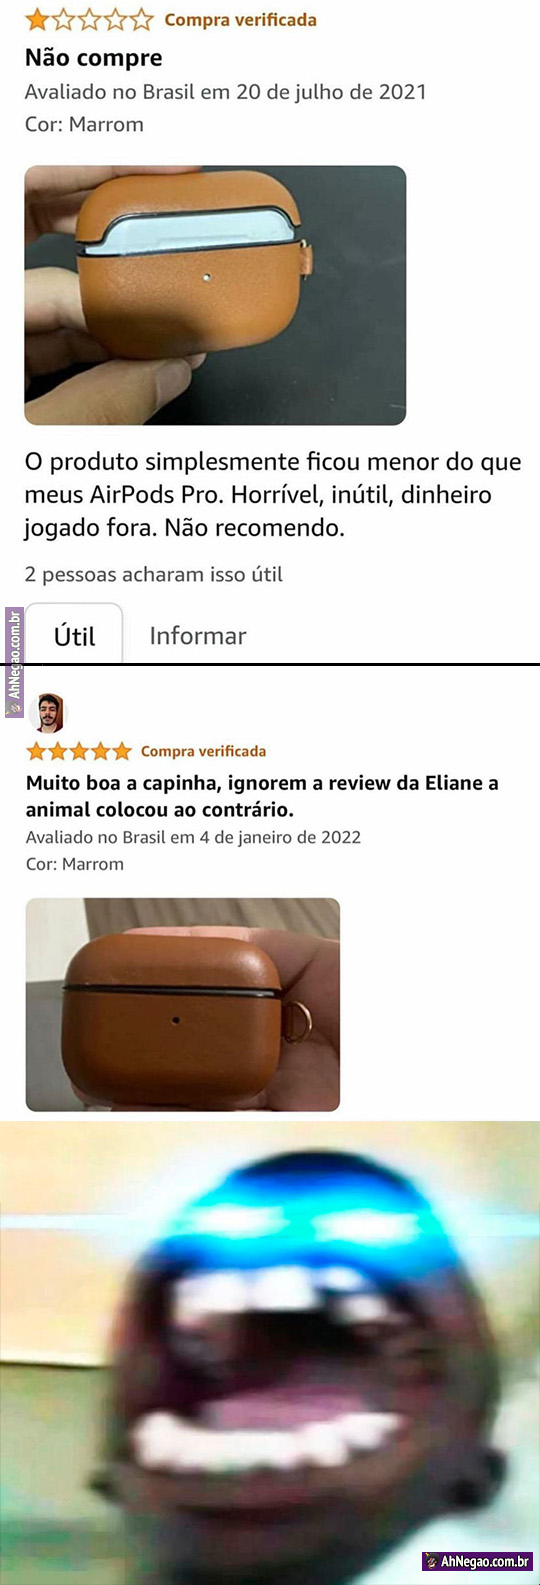 Compra verificada
Não compre
Avaliado no Brasil em 20 de julho de 2021
Cor: Marrom
O produto simplesmente ficou menor do que
meus AirPods Pro. Horrível, inútil, dinheiro
jogado fora. Não recomendo.
2 pessoas acharam isso útil
Útil
Informar
AhNegao.com.br
Compra verificada
Muito boa a capinha, ignorem a review da Eliane a
animal colocou ao contrário.
Avaliado no Brasil em 4 de janeiro de 2022
Cor: Marrom
AhNegao.com.br